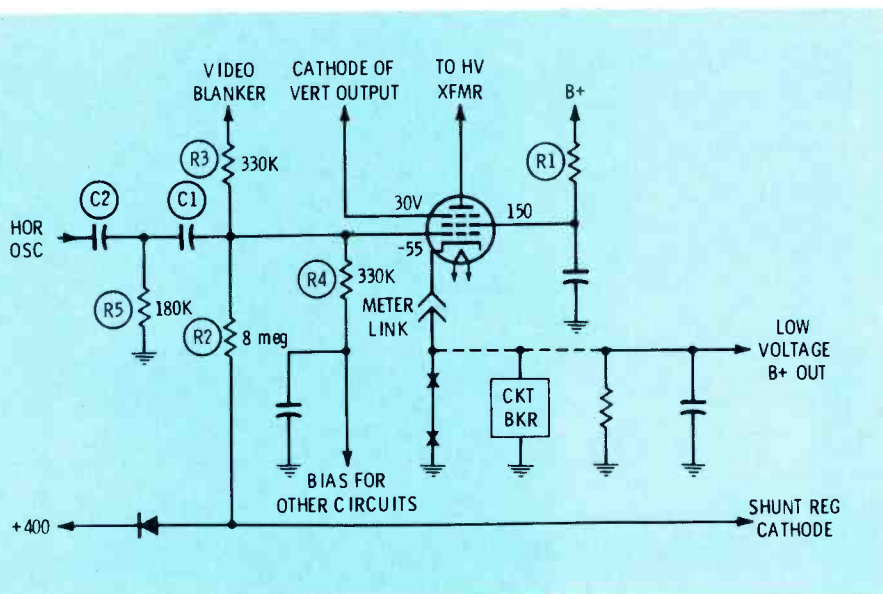 VIDEO
BLANKER
CATHODE OF
VERT OUTPUT
TO HV
XFMR
B+
R3
330K
R1
C2
C1
30V
150
HOR
OSC
-55
R4
330K
R5
180K
METER
LINK
R2
8 meg
LOW
VOLTAGE
B+ OUT
CKT
BKR
BIAS FOR
OTHER CIRCUITS
+400
SHUNT REG
CATHODE